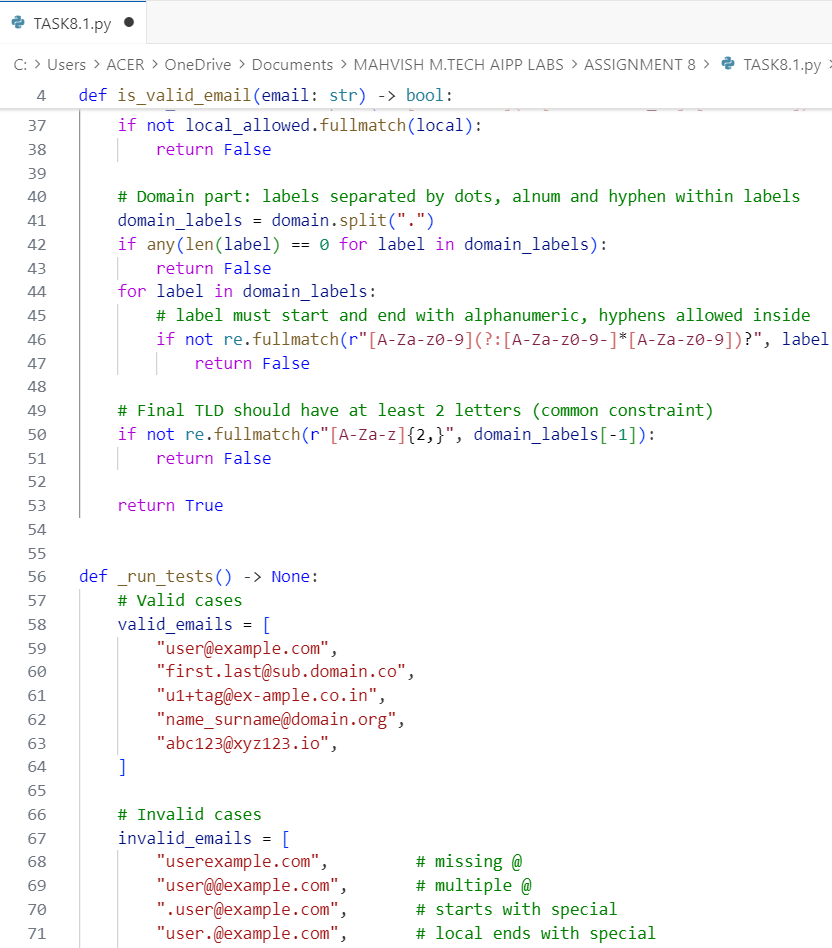 TASK8.1.py ●
C: > Users > ACER > OneDrive > Documents > MAHVISH M.TECH AIPP LABS > ASSIGNMENT 8 > TASK8.1.py >
4 def is_valid_email(email: str) -> bool:
37     if not local_allowed.fullmatch(local):
38         return False
39
40     # Domain part: labels separated by dots, alnum and hyphen within labels
41     domain_labels = domain.split(".")
42     if any(len(label) == 0 for label in domain_labels):
43         return False
44     for label in domain_labels:
45         # label must start and end with alphanumeric, hyphens allowed inside
46         if not re.fullmatch(r"[A-Za-z0-9](?:[A-Za-z0-9-]*[A-Za-z0-9])?", label
47             return False
48
49     # Final TLD should have at least 2 letters (common constraint)
50     if not re.fullmatch(r"[A-Za-z]{2,}", domain_labels[-1]):
51         return False
52
53     return True
54
55
56 def _run_tests() -> None:
57     # Valid cases
58     valid_emails = [
59         "user@example.com",
60         "first.last@sub.domain.co",
61         "u1+tag@ex-ample.co.in",
62         "name_surname@domain.org",
63         "abc123@xyz123.io",
64     ]
65
66     # Invalid cases
67     invalid_emails = [
68         "userexample.com",         # missing @
69         "user@@example.com",       # multiple @
70         ".user@example.com",       # starts with special
71         "user.@example.com",       # local ends with special